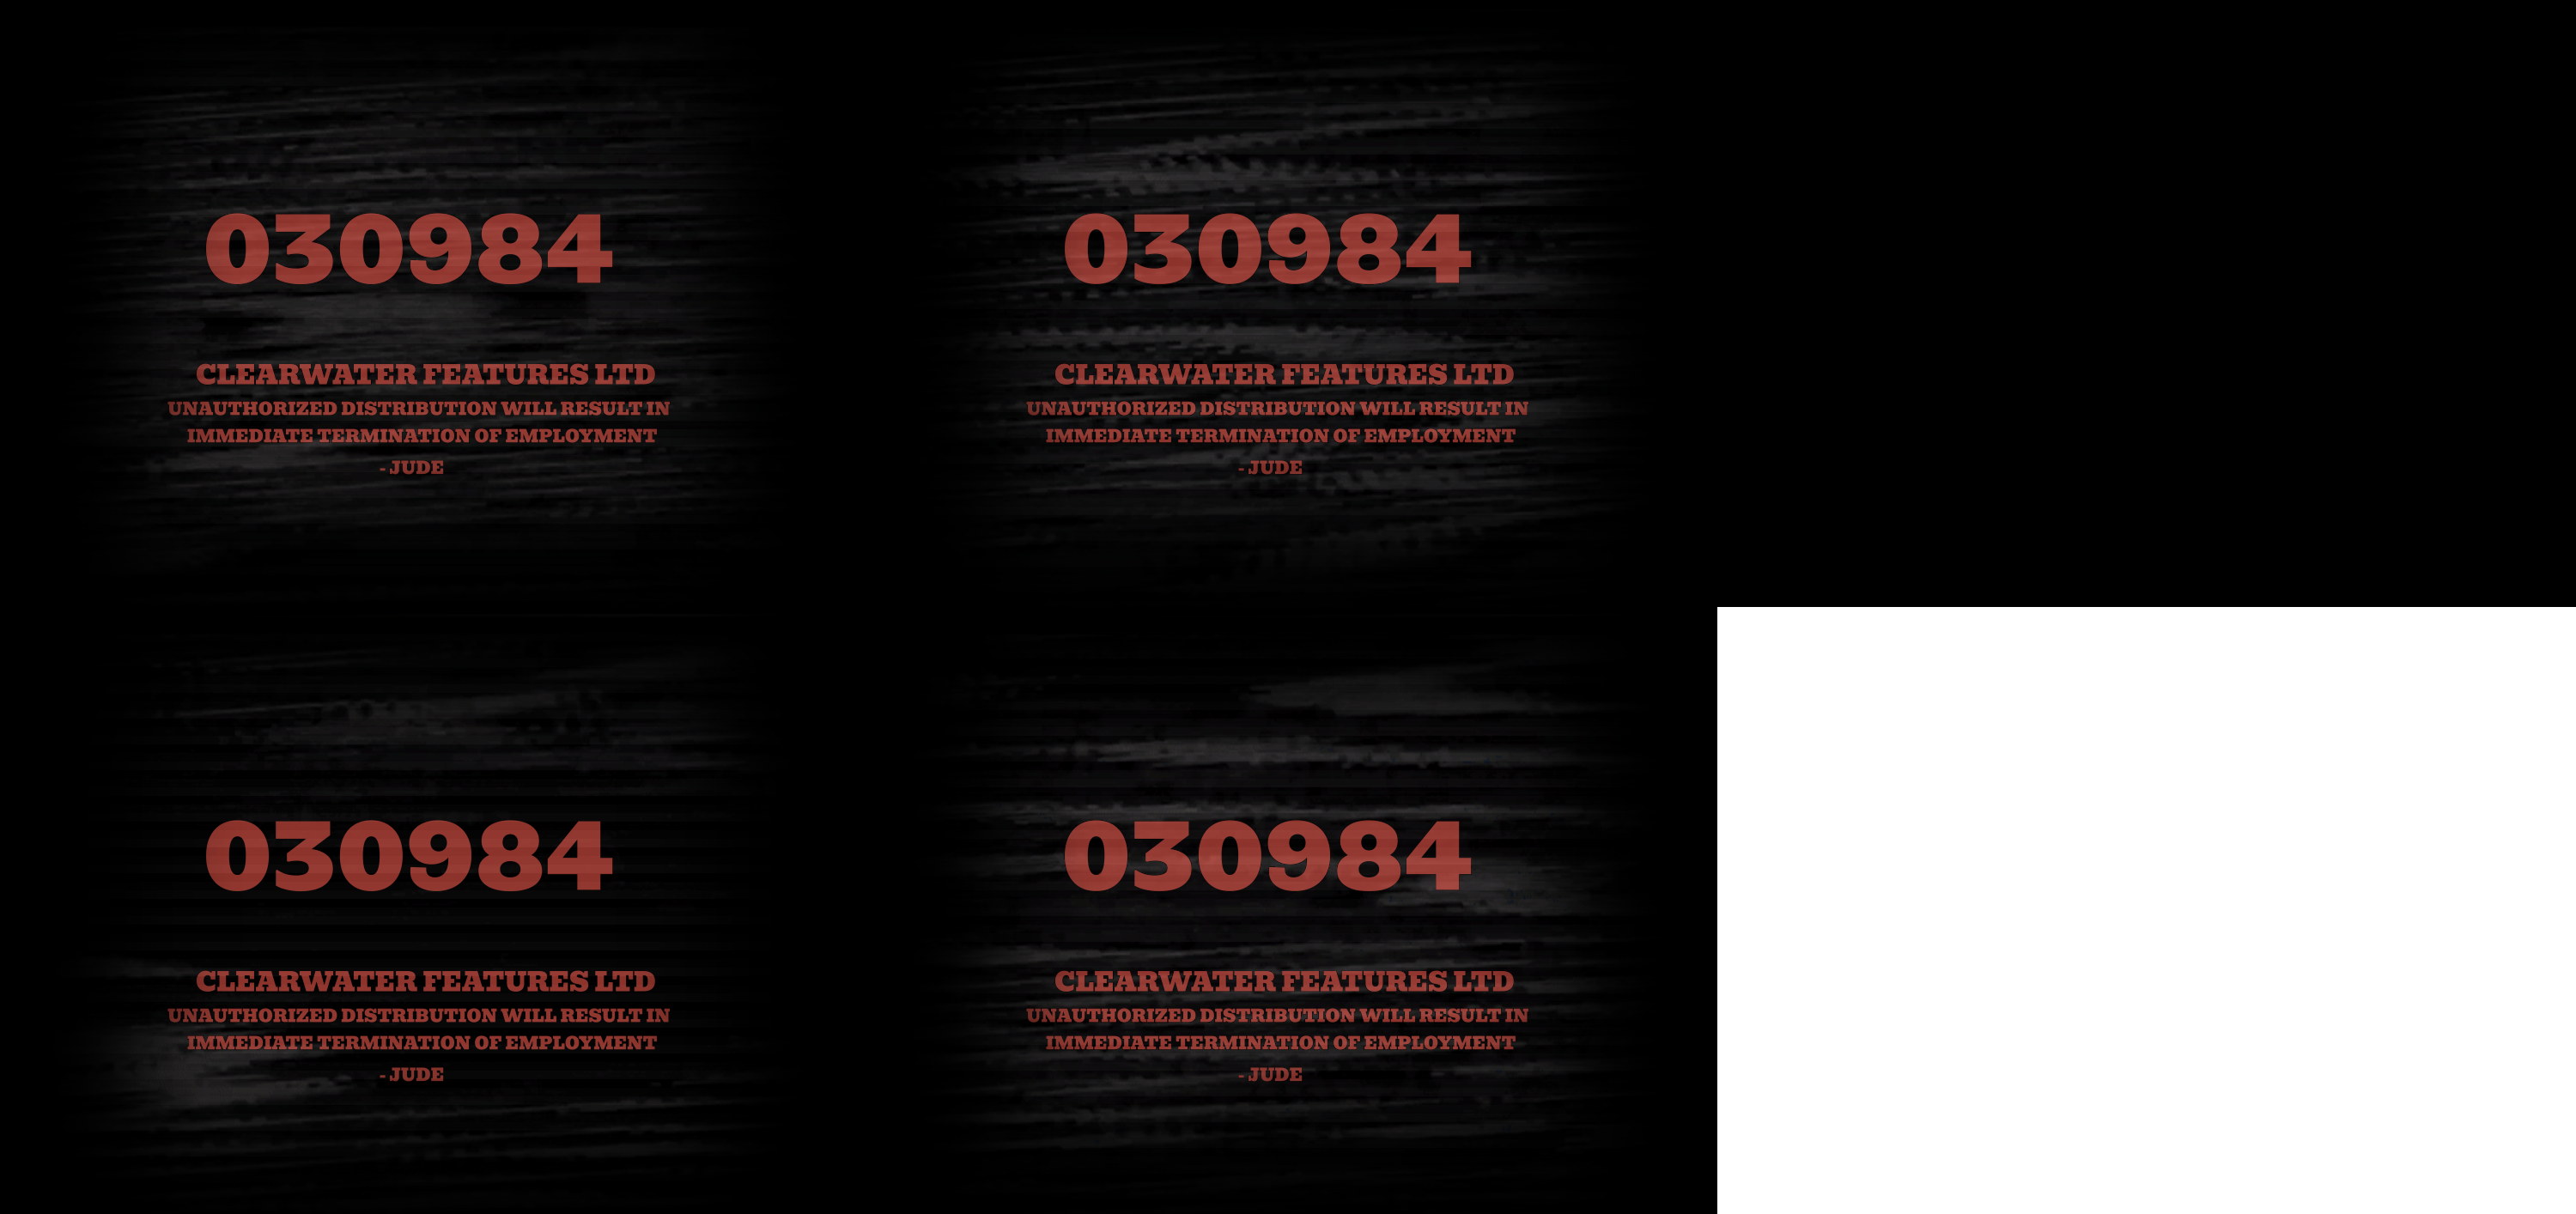 030984
CLEARWATER FEATURES LTD
UNAUTHORIZED DISTRIBUTION WILL RESULT IN
IMMEDIATE TERMINATION OF EMPLOYMENT
- JUDE
030984
CLEARWATER FEATURES LTD
UNAUTHORIZED DISTRIBUTION WILL RESULT IN
IMMEDIATE TERMINATION OF EMPLOYMENT
- JUDE
030984
CLEARWATER FEATURES LTD
UNAUTHORIZED DISTRIBUTION WILL RESULT IN
IMMEDIATE TERMINATION OF EMPLOYMENT
- JUDE
030984
CLEARWATER FEATURES LTD
UNAUTHORIZED DISTRIBUTION WILL RESULT IN
IMMEDIATE TERMINATION OF EMPLOYMENT
- JUDE